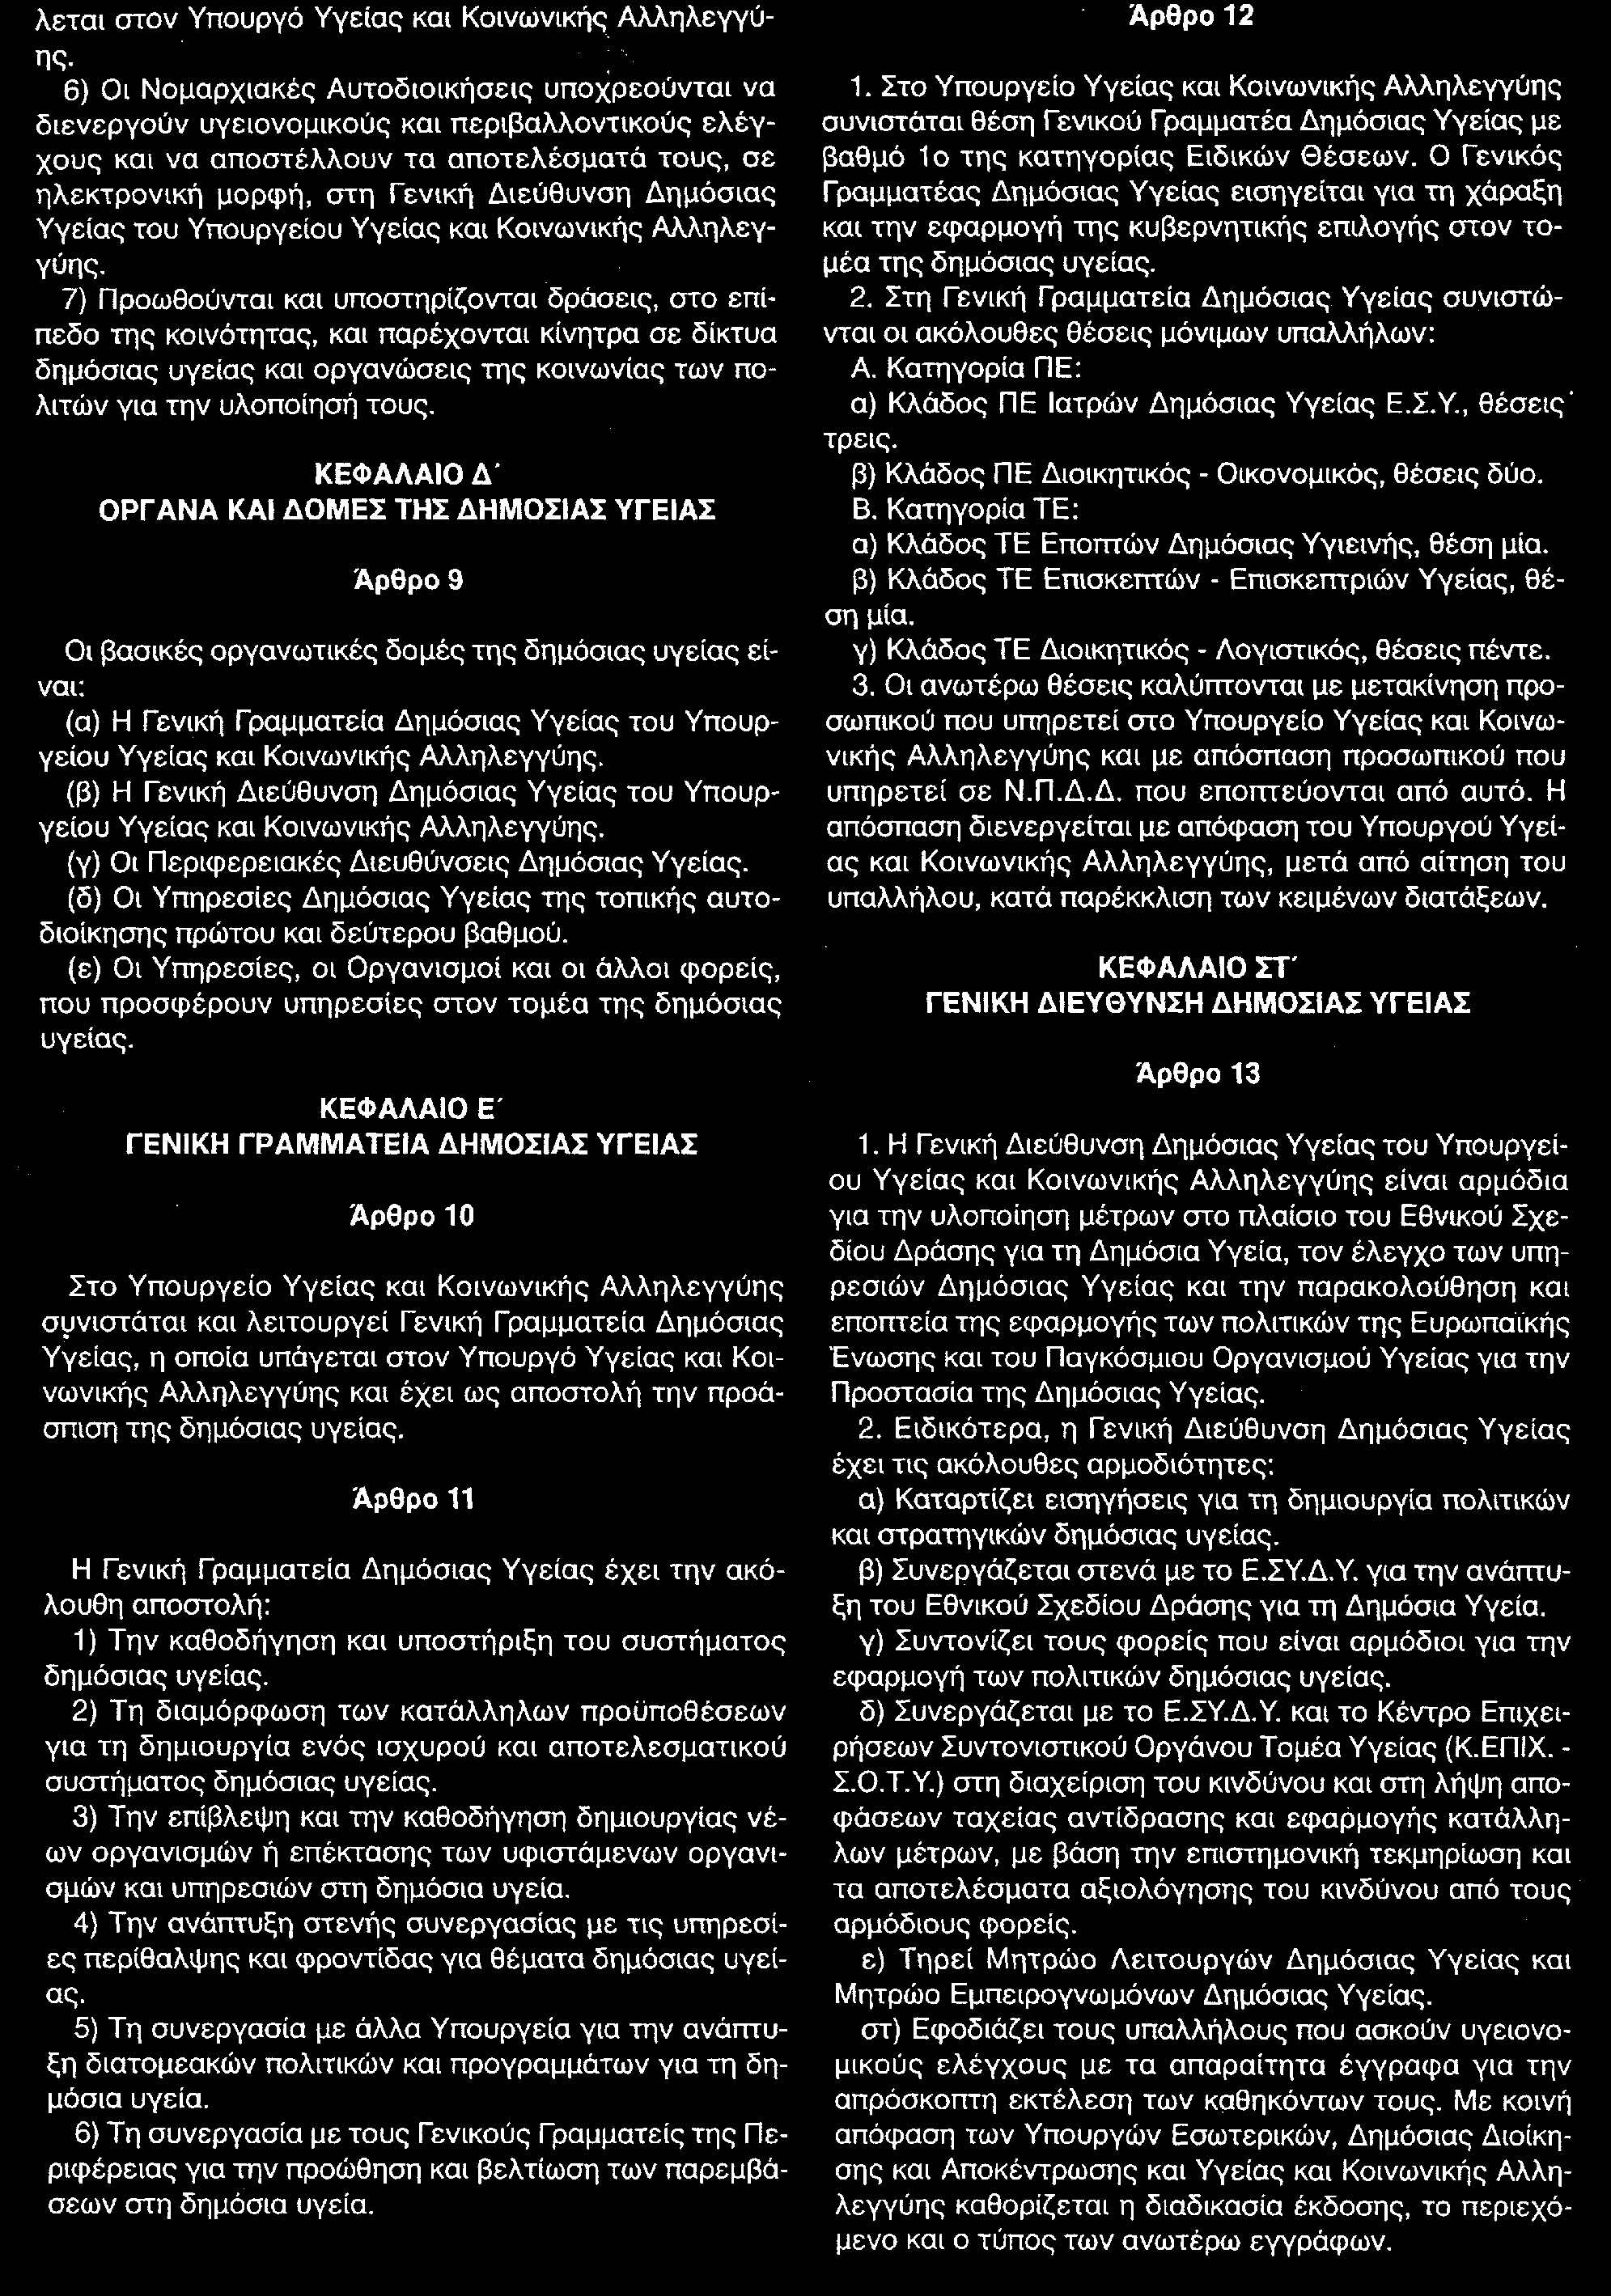 λεται στον Υπουργό Υγείας και Κοινωνικής Αλληλεγγύ-
ης.
6) Οι Νομαρχιακές Αυτοδιοικήσεις υποχρεούνται να
διενεργούν υγειονομικούς και περιβαλλοντικούς ελέγ-
χους και να αποστέλλουν τα αποτελέσματά τους, σε
ηλεκτρονική μορφή, στη Γενική Διεύθυνση Δημόσιας
Υγείας του Υπουργείου Υγείας και Κοινωνικής Αλληλεγ-
γύης.
7) Προωθούνται και υποστηρίζονται δράσεις, στο επί-
πεδο της κοινότητας, και παρέχονται κίνητρα σε δίκτυα
δημόσιας υγείας και οργανώσεις της κοινωνίας των πο-
λιτών για την υλοποίησή τους.
ΚΕΦΑΛΑΙΟ Δ΄
ΟΡΓΑΝΑ ΚΑΙ ΔΟΜΕΣ ΤΗΣ ΔΗΜΟΣΙΑΣ ΥΓΕΙΑΣ
Άρθρο 9
Οι βασικές οργανωτικές δομές της δημόσιας υγείας εί-
ναι:
(α) Η Γενική Γραμματεία Δημόσιας Υγείας του Υπουρ-
γείου Υγείας και Κοινωνικής Αλληλεγγύης.
(β) Η Γενική Διεύθυνση Δημόσιας Υγείας του Υπουρ-
γείου Υγείας και Κοινωνικής Αλληλεγγύης.
(γ) Οι Περιφερειακές Διευθύνσεις Δημόσιας Υγείας.
(δ) Οι Υπηρεσίες Δημόσιας Υγείας της τοπικής αυτο-
διοίκησης πρώτου και δεύτερου βαθμού.
(ε) Οι Υπηρεσίες, οι Οργανισμοί και οι άλλοι φορείς,
που προσφέρουν υπηρεσίες στον τομέα της δημόσιας
υγείας.
ΚΕΦΑΛΑΙΟ Ε΄
ΓΕΝΙΚΗ ΓΡΑΜΜΑΤΕΙΑ ΔΗΜΟΣΙΑΣ ΥΓΕΙΑΣ
Άρθρο 10
Στο Υπουργείο Υγείας και Κοινωνικής Αλληλεγγύης
συνιστάται και λειτουργεί Γενική Γραμματεία Δημόσιας
Υγείας, η οποία υπάγεται στον Υπουργό Υγείας και Κοι-
νωνικής Αλληλεγγύης και έχει ως αποστολή την προά-
σπιση της δημόσιας υγείας.
Άρθρο 11
Η Γενική Γραμματεία Δημόσιας Υγείας έχει την ακό-
λουθη αποστολή:
1) Την καθοδήγηση και υποστήριξη του συστήματος
δημόσιας υγείας.
2) Τη διαμόρφωση των κατάλληλων προϋποθέσεων
για τη δημιουργία ενός ισχυρού και αποτελεσματικού
συστήματος δημόσιας υγείας.
3) Την επίβλεψη και την καθοδήγηση δημιουργίας νέ-
ων οργανισμών ή επέκτασης των υφιστάμενων οργανι-
σμών και υπηρεσιών στη δημόσια υγεία.
4) Την ανάπτυξη στενής συνεργασίας με τις υπηρεσί-
ες περίθαλψης και φροντίδας για θέματα δημόσιας υγεί-
ας.
5) Τη συνεργασία με άλλα Υπουργεία για την ανάπτυ-
ξη διατομεακών πολιτικών και προγραμμάτων για τη δη-
μόσια υγεία.
6) Τη συνεργασία με τους Γενικούς Γραμματείς της Πε-
ριφέρειας για την προώθηση και βελτίωση των παρεμβά-
σεων στη δημόσια υγεία.
Άρθρο 12
1. Στο Υπουργείο Υγείας και Κοινωνικής Αλληλεγγύης
συνιστάται θέση Γενικού Γραμματέα Δημόσιας Υγείας με
βαθμό 1ο της κατηγορίας Ειδικών Θέσεων. Ο Γενικός
Γραμματέας Δημόσιας Υγείας εισηγείται για τη χάραξη
και την εφαρμογή της κυβερνητικής επιλογής στον το-
μέα της δημόσιας υγείας.
2. Στη Γενική Γραμματεία Δημόσιας Υγείας συνιστώ-
νται οι ακόλουθες θέσεις μόνιμων υπαλλήλων:
Α. Κατηγορία ΠΕ:
α) Κλάδος ΠΕ Ιατρών Δημόσιας Υγείας Ε.Σ.Υ., θέσεις
τρεις.
β) Κλάδος ΠΕ Διοικητικός - Οικονομικός, θέσεις δύο.
Β. Κατηγορία ΤΕ:
α) Κλάδος ΤΕ Εποπτών Δημόσιας Υγιεινής, θέση μία.
β) Κλάδος ΤΕ Επισκεπτών - Επισκεπτριών Υγείας, θέ-
ση μία.
γ) Κλάδος ΤΕ Διοικητικός - Λογιστικός, θέσεις πέντε.
3. Οι ανωτέρω θέσεις καλύπτονται με μετακίνηση προ-
σωπικού που υπηρετεί στο Υπουργείο Υγείας και Κοινω-
νικής Αλληλεγγύης και με απόσπαση προσωπικού που
υπηρετεί σε Ν.Π.Δ.Δ. που εποπτεύονται από αυτό. Η
απόσπαση διενεργείται με απόφαση του Υπουργού Υγεί-
ας και Κοινωνικής Αλληλεγγύης, μετά από αίτηση του
υπαλλήλου, κατά παρέκκλιση των κειμένων διατάξεων.
ΚΕΦΑΛΑΙΟ ΣΤ΄
ΓΕΝΙΚΗ ΔΙΕΥΘΥΝΣΗ ΔΗΜΟΣΙΑΣ ΥΓΕΙΑΣ
Άρθρο 13
1. Η Γενική Διεύθυνση Δημόσιας Υγείας του Υπουργεί-
ου Υγείας και Κοινωνικής Αλληλεγγύης είναι αρμόδια
για την υλοποίηση μέτρων στο πλαίσιο του Εθνικού Σχε-
δίου Δράσης για τη Δημόσια Υγεία, τον έλεγχο των υπη-
ρεσιών Δημόσιας Υγείας και την παρακολούθηση και
εποπτεία της εφαρμογής των πολιτικών της Ευρωπαϊκής
Ένωσης και του Παγκόσμιου Οργανισμού Υγείας για την
Προστασία της Δημόσιας Υγείας.
2. Ειδικότερα, η Γενική Διεύθυνση Δημόσιας Υγείας
έχει τις ακόλουθες αρμοδιότητες:
α) Καταρτίζει εισηγήσεις για τη δημιουργία πολιτικών
και στρατηγικών δημόσιας υγείας.
β) Συνεργάζεται στενά με το Ε.ΣΥ.Δ.Υ. για την ανάπτυ-
ξη του Εθνικού Σχεδίου Δράσης για τη Δημόσια Υγεία.
γ) Συντονίζει τους φορείς που είναι αρμόδιοι για την
εφαρμογή των πολιτικών δημόσιας υγείας.
δ) Συνεργάζεται με το Ε.ΣΥ.Δ.Υ. και το Κέντρο Επιχει-
ρήσεων Συντονιστικού Οργάνου Τομέα Υγείας (Κ.ΕΠΙΧ. -
Σ.Ο.Τ.Υ.) στη διαχείριση του κινδύνου και στη λήψη απο-
φάσεων ταχείας αντίδρασης και εφαρμογής κατάλλη-
λων μέτρων, με βάση την επιστημονική τεκμηρίωση και
τα αποτελέσματα αξιολόγησης του κινδύνου από τους
αρμόδιους φορείς.
ε) Τηρεί Μητρώο Λειτουργών Δημόσιας Υγείας και
Μητρώο Εμπειρογνωμόνων Δημόσιας Υγείας.
στ) Εφοδιάζει τους υπαλλήλους που ασκούν υγειονο-
μικούς ελέγχους με τα απαραίτητα έγγραφα για την
απρόσκοπτη εκτέλεση των καθηκόντων τους. Με κοινή
απόφαση των Υπουργών Εσωτερικών, Δημόσιας Διοίκη-
σης και Αποκέντρωσης και Υγείας και Κοινωνικής Αλλη-
λεγγύης καθορίζεται η διαδικασία έκδοσης, το περιεχό-
μενο και ο τύπος των ανωτέρω εγγράφων.